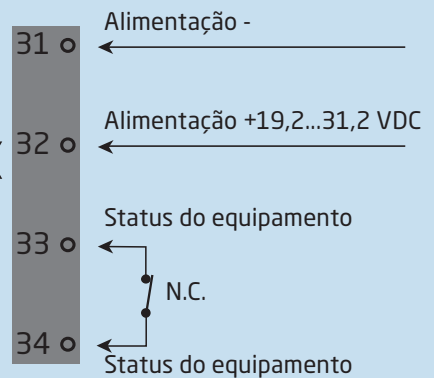 Alimentação -
31
Alimentação +19,2...31,2 VDC
32
Status do equipamento
33
N.C.
34
Status do equipamento